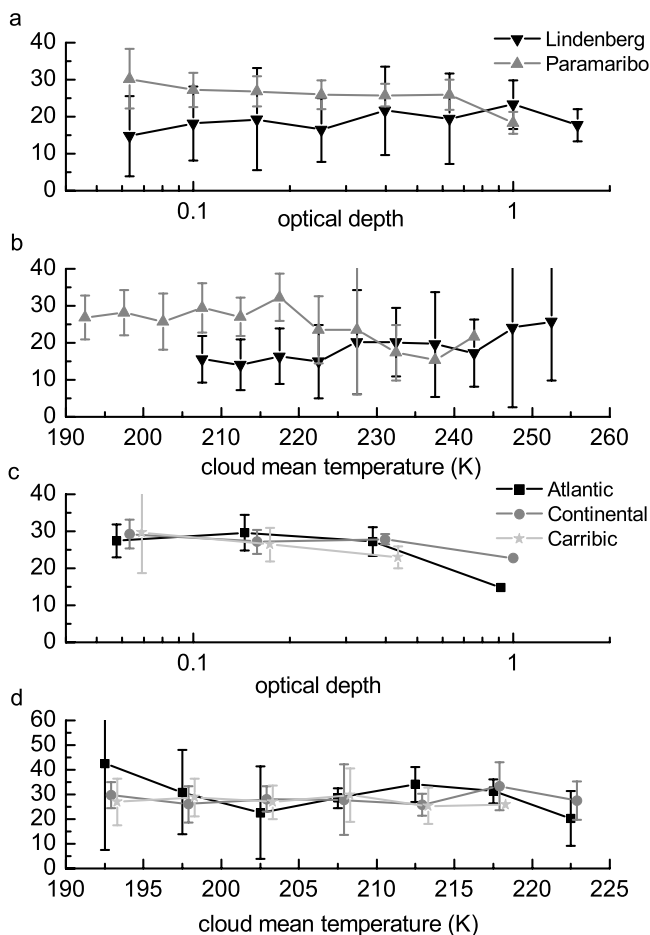 a
40
30
20
10
0
Lindenberg
Paramaribo
0.1
1
optical depth
b
40
30
20
10
0
190 200 210 220 230 240 250 260
cloud mean temperature (K)
c
40
30
20
10
0
Atlantic
Continental
Carribic
0.1
1
optical depth
d
60
50
40
30
20
10
0
190 195 200 205 210 215 220 225
cloud mean temperature (K)